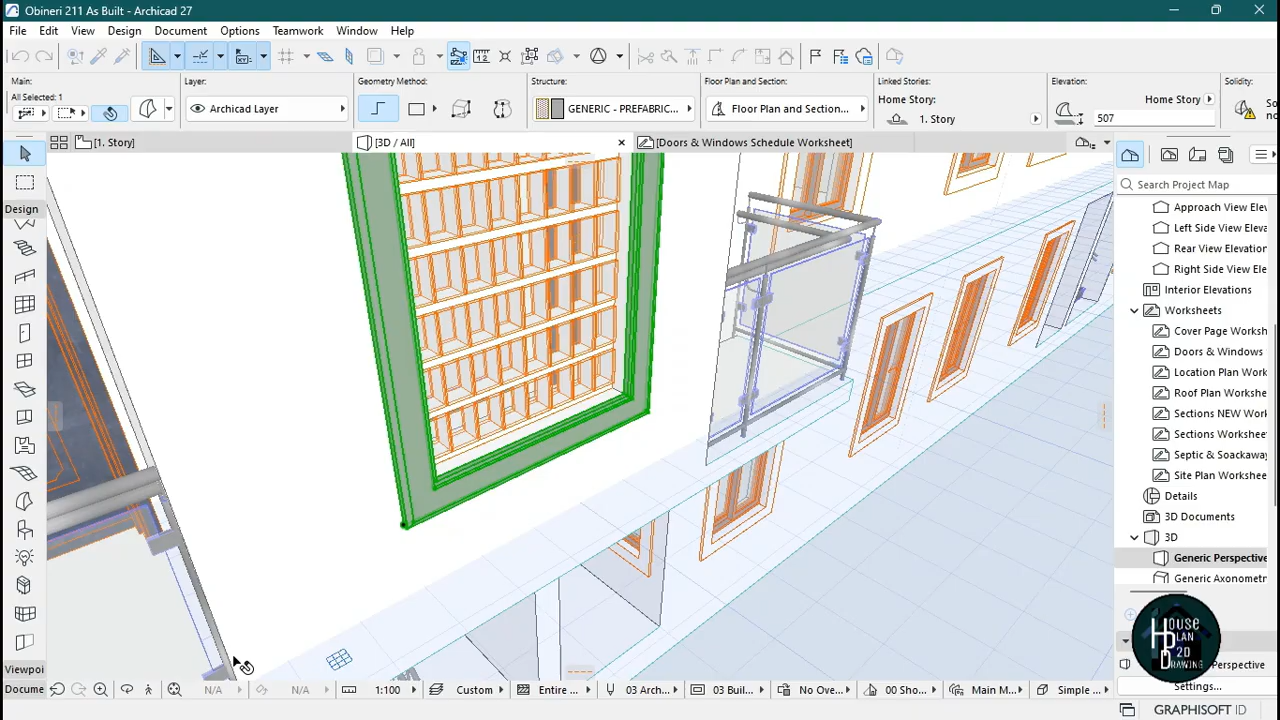 Obineri 211 As Built - Archicad 27
File Edit View Design Document Options Teamwork Window Help
Main: Layer: Geometry Method: Structure: Floor Plan and Section: Linked Stories: Elevation: Solidity:
All Selected: 1
Archicad Layer
GENERIC - PREFABRIC...
Floor Plan and Section...
Home Story:
1. Story
Home Story
507
So
no
[1. Story]
[3D / All]
[Doors & Windows Schedule Worksheet]
Design
Search Project Map
Approach View Elev
Left Side View Eleva
Rear View Elevation
Right Side View Elev
Interior Elevations
Worksheets
Cover Page Worksh
Doors & Windows
Location Plan Work
Roof Plan Workshe
Sections NEW Work
Sections Workshee
Septic & Soackaway
Site Plan Workshee
Details
3D Documents
3D
Generic Perspective
Generic Axonometr
House
PLAN
2D
DRAWING
Perspective
Settings...
Viewpoi
Docume
N/A N/A 1:100 Custom Entire ... 03 Arch... 03 Buil... No Ove... 00 Sho... Main M... Simple ...
GRAPHISOFT ID